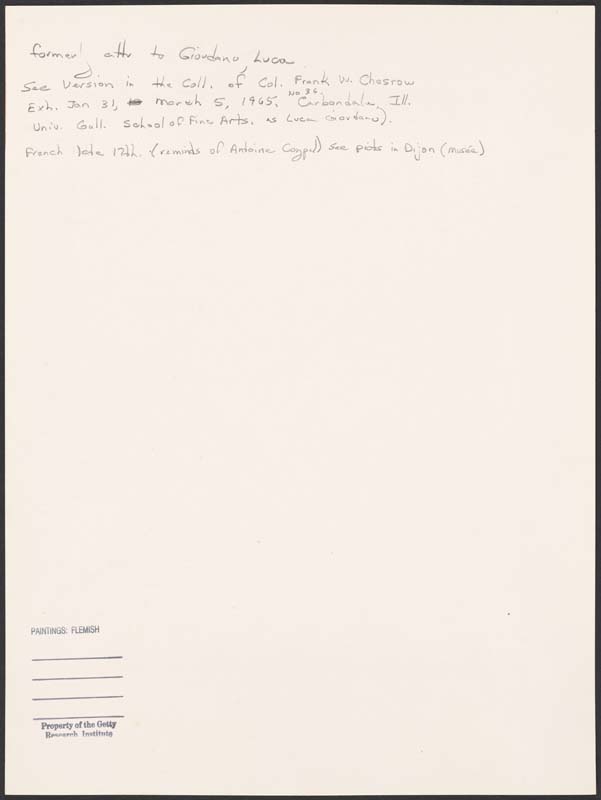 formerly attr to Giordano, Luca
See Version in the Coll. of Col. Frank W. Chesrow
Exh. Jan 31, to March 5, 1965, No 36, Carbondale, Ill.
Univ. Gall. School of Fine Arts, as Luca Giordano).
French late 17th. (reminds of Antoine Coypel) see picts in Dijon (musée)
PAINTINGS: FLEMISH
Property of the Getty
Research Institute